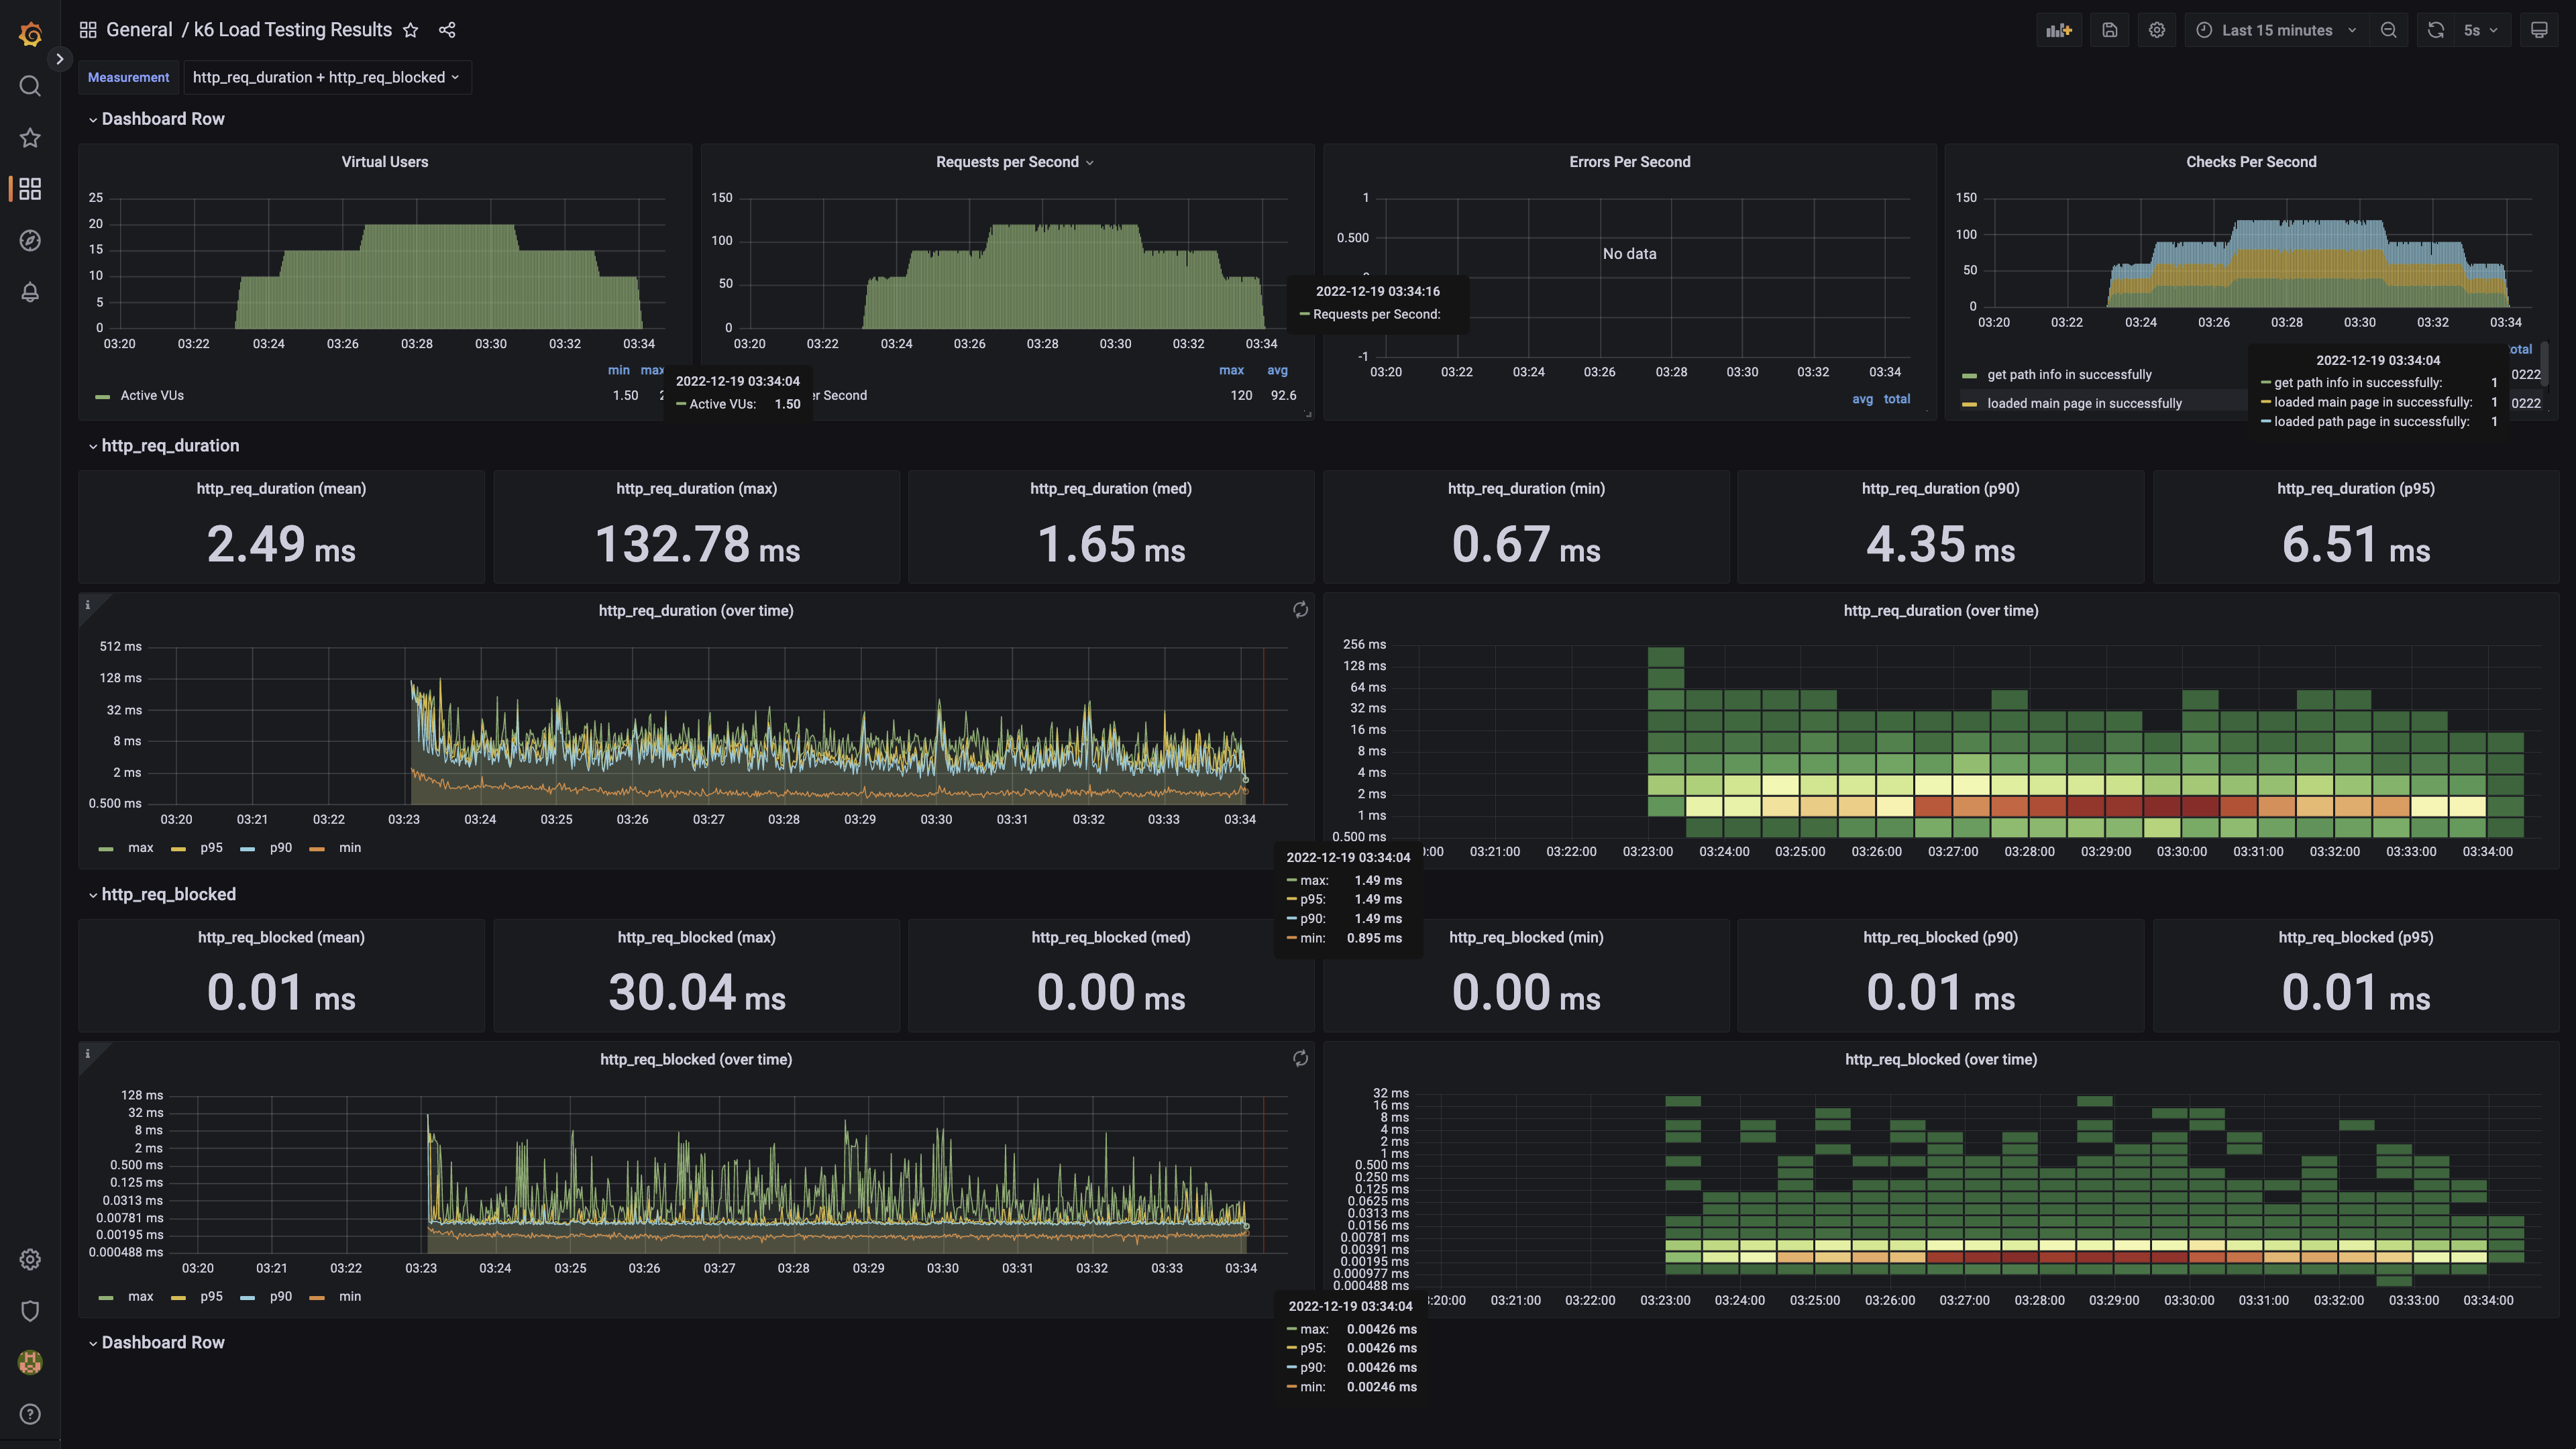 General / k6 Load Testing Results
Last 15 minutes
5s
Measurement
http_req_duration + http_req_blocked
Dashboard Row
Virtual Users
25
20
15
10
5
0
03:20 03:22 03:24 03:26 03:28 03:30 03:32 03:34
min max
Active VUs 1.50
Requests per Second
150
100
50
0
03:20 03:22 03:24 03:26 03:28 03:30 03:32 03:34
max avg
er Second 120 92.6
2022-12-19 03:34:04
Active VUs: 1.50
Errors Per Second
1
0.500
No data
-1
03:20 03:22 03:24 03:26 03:28 03:30 03:32 03:34
avg total
2022-12-19 03:34:16
Requests per Second:
Checks Per Second
150
100
50
0
03:20 03:22 03:24 03:26 03:28 03:30 03:32 03:34
otal
get path info in successfully 0222
loaded main page in successfully 0222
2022-12-19 03:34:04
get path info in successfully: 1
loaded main page in successfully: 1
loaded path page in successfully: 1
http_req_duration
http_req_duration (mean)
2.49 ms
http_req_duration (max)
132.78 ms
http_req_duration (med)
1.65 ms
http_req_duration (min)
0.67 ms
http_req_duration (p90)
4.35 ms
http_req_duration (p95)
6.51 ms
http_req_duration (over time)
512 ms
128 ms
32 ms
8 ms
2 ms
0.500 ms
03:20 03:21 03:22 03:23 03:24 03:25 03:26 03:27 03:28 03:29 03:30 03:31 03:32 03:33 03:34
max p95 p90 min
http_req_duration (over time)
256 ms
128 ms
64 ms
32 ms
16 ms
8 ms
4 ms
2 ms
1 ms
0.500 ms
0:00 03:21:00 03:22:00 03:23:00 03:24:00 03:25:00 03:26:00 03:27:00 03:28:00 03:29:00 03:30:00 03:31:00 03:32:00 03:33:00 03:34:00
2022-12-19 03:34:04
max: 1.49 ms
p95: 1.49 ms
p90: 1.49 ms
min: 0.895 ms
http_req_blocked
http_req_blocked (mean)
0.01 ms
http_req_blocked (max)
30.04 ms
http_req_blocked (med)
0.00 ms
http_req_blocked (min)
0.00 ms
http_req_blocked (p90)
0.01 ms
http_req_blocked (p95)
0.01 ms
http_req_blocked (over time)
128 ms
32 ms
8 ms
2 ms
0.500 ms
0.125 ms
0.0313 ms
0.00781 ms
0.00195 ms
0.000488 ms
03:20 03:21 03:22 03:23 03:24 03:25 03:26 03:27 03:28 03:29 03:30 03:31 03:32 03:33 03:34
max p95 p90 min
http_req_blocked (over time)
32 ms
16 ms
8 ms
4 ms
2 ms
1 ms
0.500 ms
0.250 ms
0.125 ms
0.0625 ms
0.0313 ms
0.0156 ms
0.00781 ms
0.00391 ms
0.00195 ms
0.000977 ms
0.000488 ms
:20:00 03:21:00 03:22:00 03:23:00 03:24:00 03:25:00 03:26:00 03:27:00 03:28:00 03:29:00 03:30:00 03:31:00 03:32:00 03:33:00 03:34:00
2022-12-19 03:34:04
max: 0.00426 ms
p95: 0.00426 ms
p90: 0.00426 ms
min: 0.00246 ms
Dashboard Row